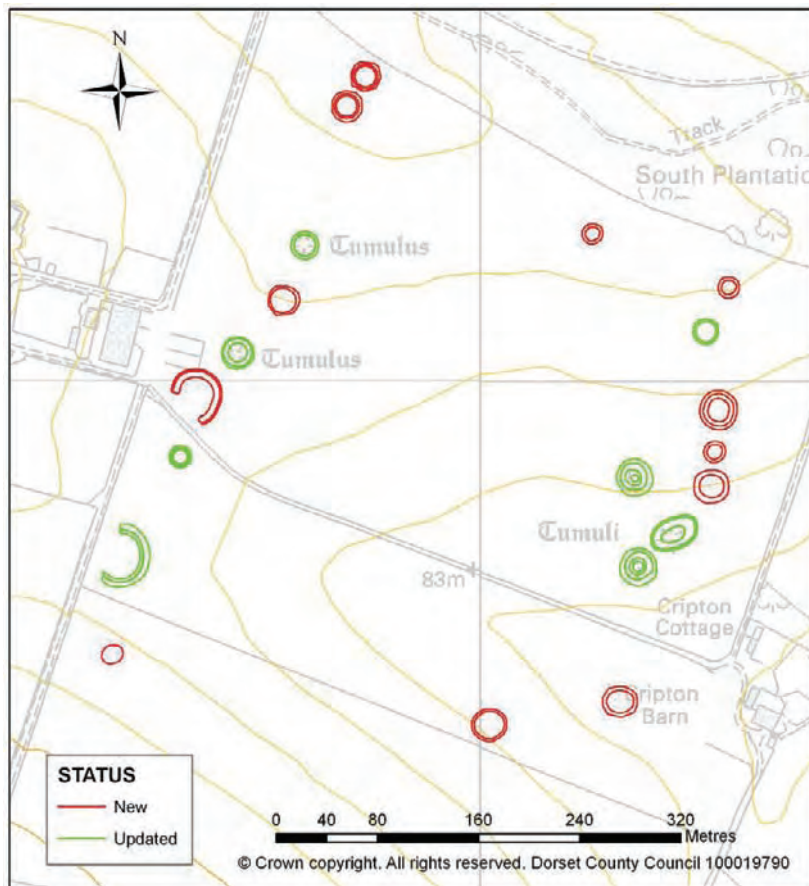 N
Track
South Plantatio
Tumulus
Tumulus
Tumuli
83m
Cripton
Cottage
Cripton
Barn
STATUS
New
Updated
0 40 80 160 240 320
Metres
© Crown copyright. All rights reserved. Dorset County Council 100019790